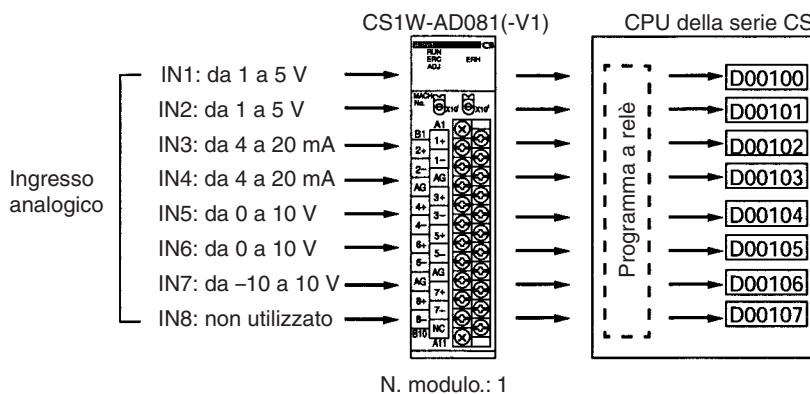 CS1W-AD081(-V1)
CPU della serie CS
RUN
ERC
ADJ
ERH
MACH
No.
Ingresso
analogico
IN1: da 1 a 5 V
IN2: da 1 a 5 V
IN3: da 4 a 20 mA
IN4: da 4 a 20 mA
IN5: da 0 a 10 V
IN6: da 0 a 10 V
IN7: da –10 a 10 V
IN8: non utilizzato
B1
2+
2–
AG
4+
4–
6+
6–
AG
8+
8–
B10
A1
1+
1–
AG
3+
3–
5+
5–
AG
7+
7–
NC
A11
Programma a relè
D00100
D00101
D00102
D00103
D00104
D00105
D00106
D00107
N. modulo.: 1